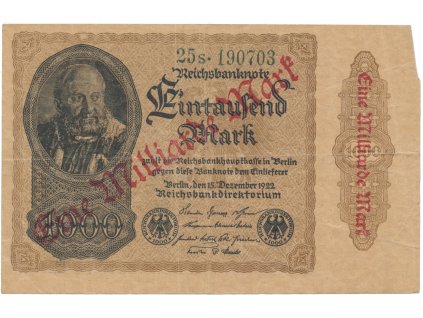 25s·190703
Reichsbanknote
Eintausend
Mark
zahlt die Reichsbankhauptkasse in Berlin
gegen diese Banknote dem Einlieferer
Berlin, den 15. Dezember 1922
Reichsbankdirektorium
1000
Eine Milliarde Mark
Eine Milliarde Mark